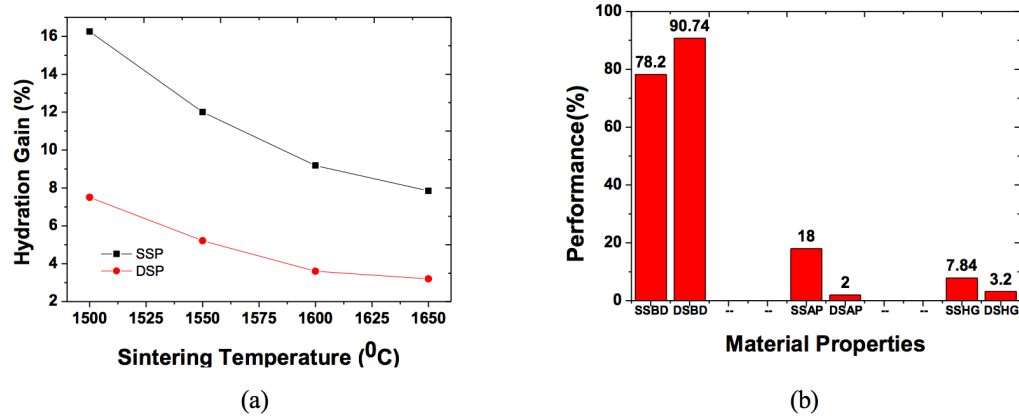 Hydration Gain (%)
16
14
12
10
8
6
4
2
SSP
DSP
1500 1525 1550 1575 1600 1625 1650
Sintering Temperature (⁰C)
(a)
Performance(%)
100
80
60
40
20
0
78.2
90.74
18
2
7.84
3.2
SSBD DSBD -- -- SSAP DSAP -- -- SSHG DSHG
Material Properties
(b)